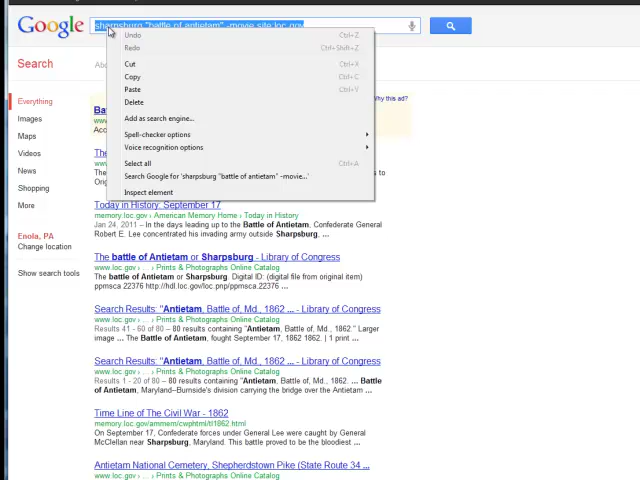 Google
sharpsburg "battle of antietam" -movie site:loc.gov
Undo Ctrl+Z
Redo Ctrl+Shift+Z
Cut Ctrl+X
Copy Ctrl+C
Paste Ctrl+V
Delete
Add as search engine...
Spell-checker options
Voice recognition options
Select all Ctrl+A
Search Google for 'sharpsburg "battle of antietam" -movie...'
Inspect element
Search
Abo
Why this ad?
Everything
Images
Maps
Videos
News
Shopping
More
Enola, PA
Change location
Show search tools
Ba
www
Acc
The
www
The
to
Orig
Today in History: September 17
memory.loc.gov › American Memory Home › Today in History
Jan 24, 2011 – In the days leading up to the Battle of Antietam, Confederate General
Robert E. Lee concentrated his invading army outside Sharpsburg, ...
The battle of Antietam or Sharpsburg - Library of Congress
www.loc.gov › ... › Prints & Photographs Online Catalog
The battle of Antietam or Sharpsburg. Digital ID: (digital file from original item)
ppmsca 22376 http://hdl.loc.gov/loc.pnp/ppmsca.22376 ...
Search Results: "Antietam, Battle of, Md., 1862 ... - Library of Congress
www.loc.gov › ... › Prints & Photographs Online Catalog
Results 41 - 60 of 80 – 80 results containing "Antietam, Battle of, Md., 1862." Larger
image ... The Battle of Antietam, fought September 17, 1862 1862. | 1 print ...
Search Results: "Antietam, Battle of, Md., 1862 ... - Library of Congress
www.loc.gov › ... › Prints & Photographs Online Catalog
Results 1 - 20 of 80 – 80 results containing "Antietam, Battle of, Md., 1862. ... Battle
of Antietam, Maryland--Burnside's division carrying the bridge over the Antietam ...
Time Line of The Civil War - 1862
memory.loc.gov/ammem/cwphtml/tl1862.html
On September 17, Confederate forces under General Lee were caught by General
McClellan near Sharpsburg, Maryland. This battle proved to be the bloodiest ...
Antietam National Cemetery, Shepherdstown Pike (State Route 34 ...
www.loc.gov › ... › Prints & Photographs Online Catalog